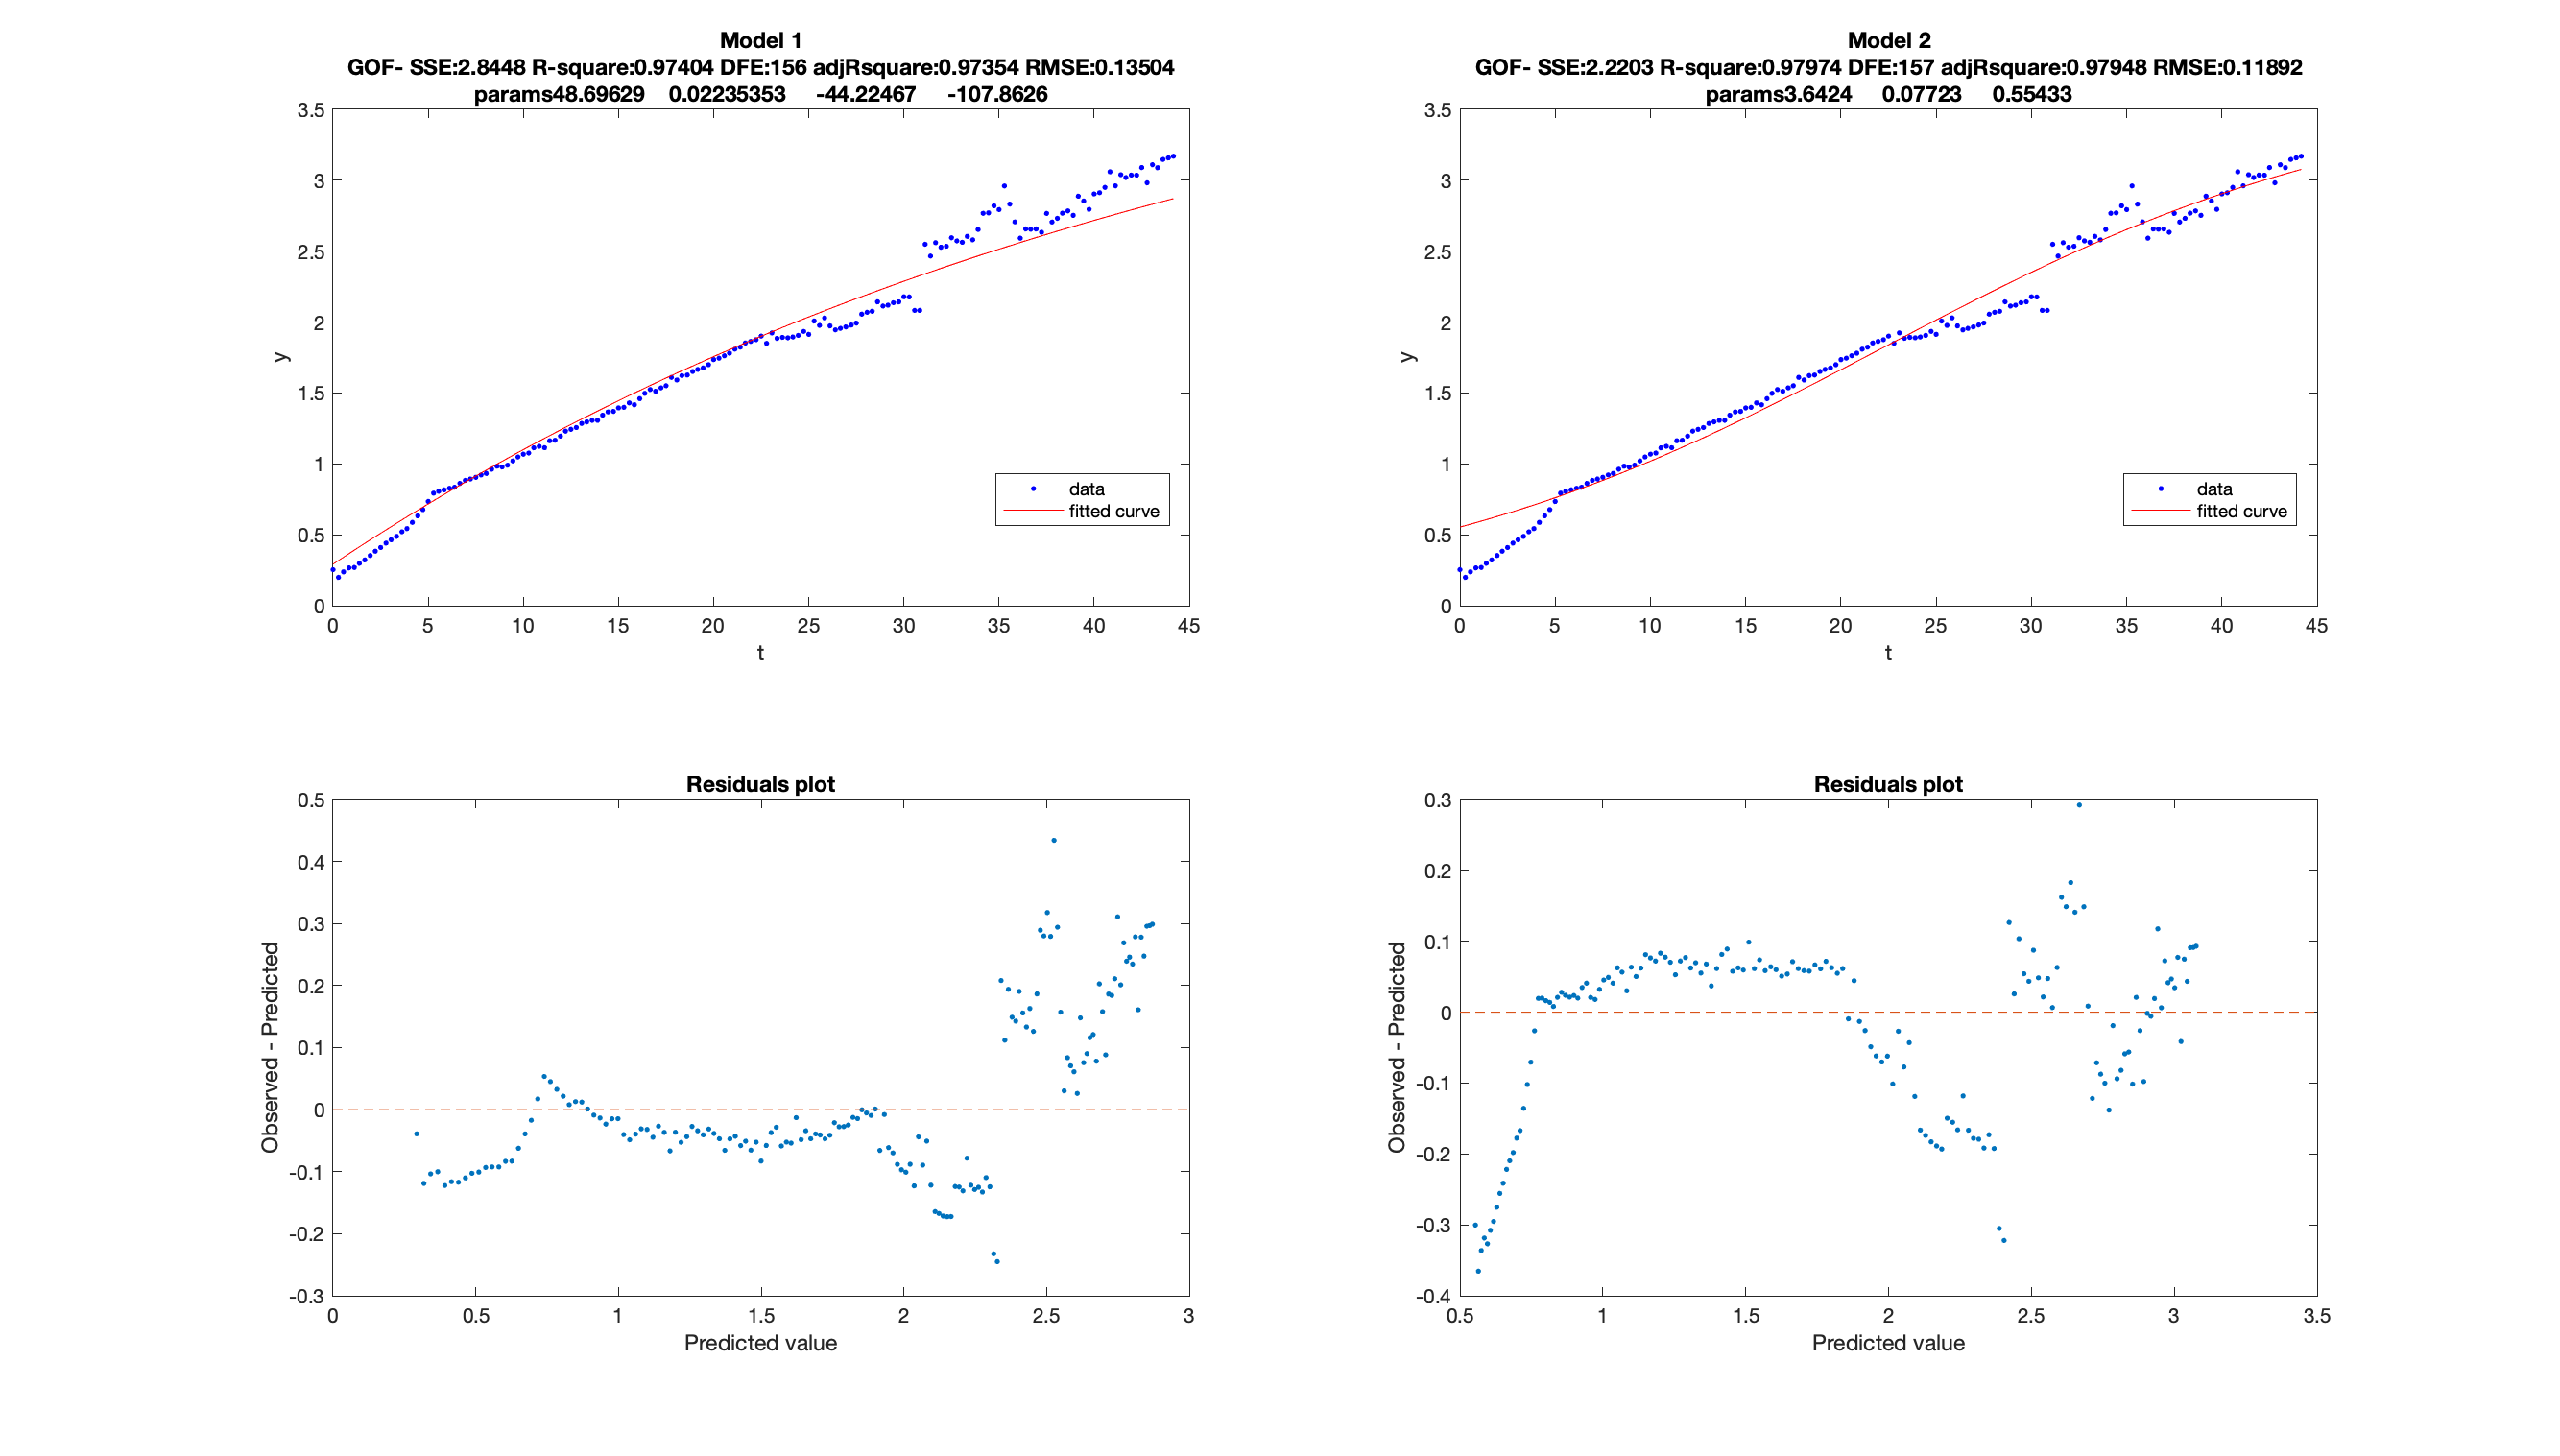 Model 1
GOF- SSE:2.8448 R-square:0.97404 DFE:156 adjRsquare:0.97354 RMSE:0.13504
params48.69629 0.02235353 -44.22467 -107.8626
3.5
3
2.5
2
1.5
1
0.5
0
y
data
fitted curve
0 5 10 15 20 25 30 35 40 45
t
Model 2
GOF- SSE:2.2203 R-square:0.97974 DFE:157 adjRsquare:0.97948 RMSE:0.11892
params3.6424 0.07723 0.55433
3.5
3
2.5
2
1.5
1
0.5
0
y
data
fitted curve
0 5 10 15 20 25 30 35 40 45
t
Residuals plot
0.5
0.4
0.3
0.2
0.1
0
-0.1
-0.2
-0.3
Observed - Predicted
0 0.5 1 1.5 2 2.5 3
Predicted value
Residuals plot
0.3
0.2
0.1
0
-0.1
-0.2
-0.3
-0.4
Observed - Predicted
0.5 1 1.5 2 2.5 3 3.5
Predicted value